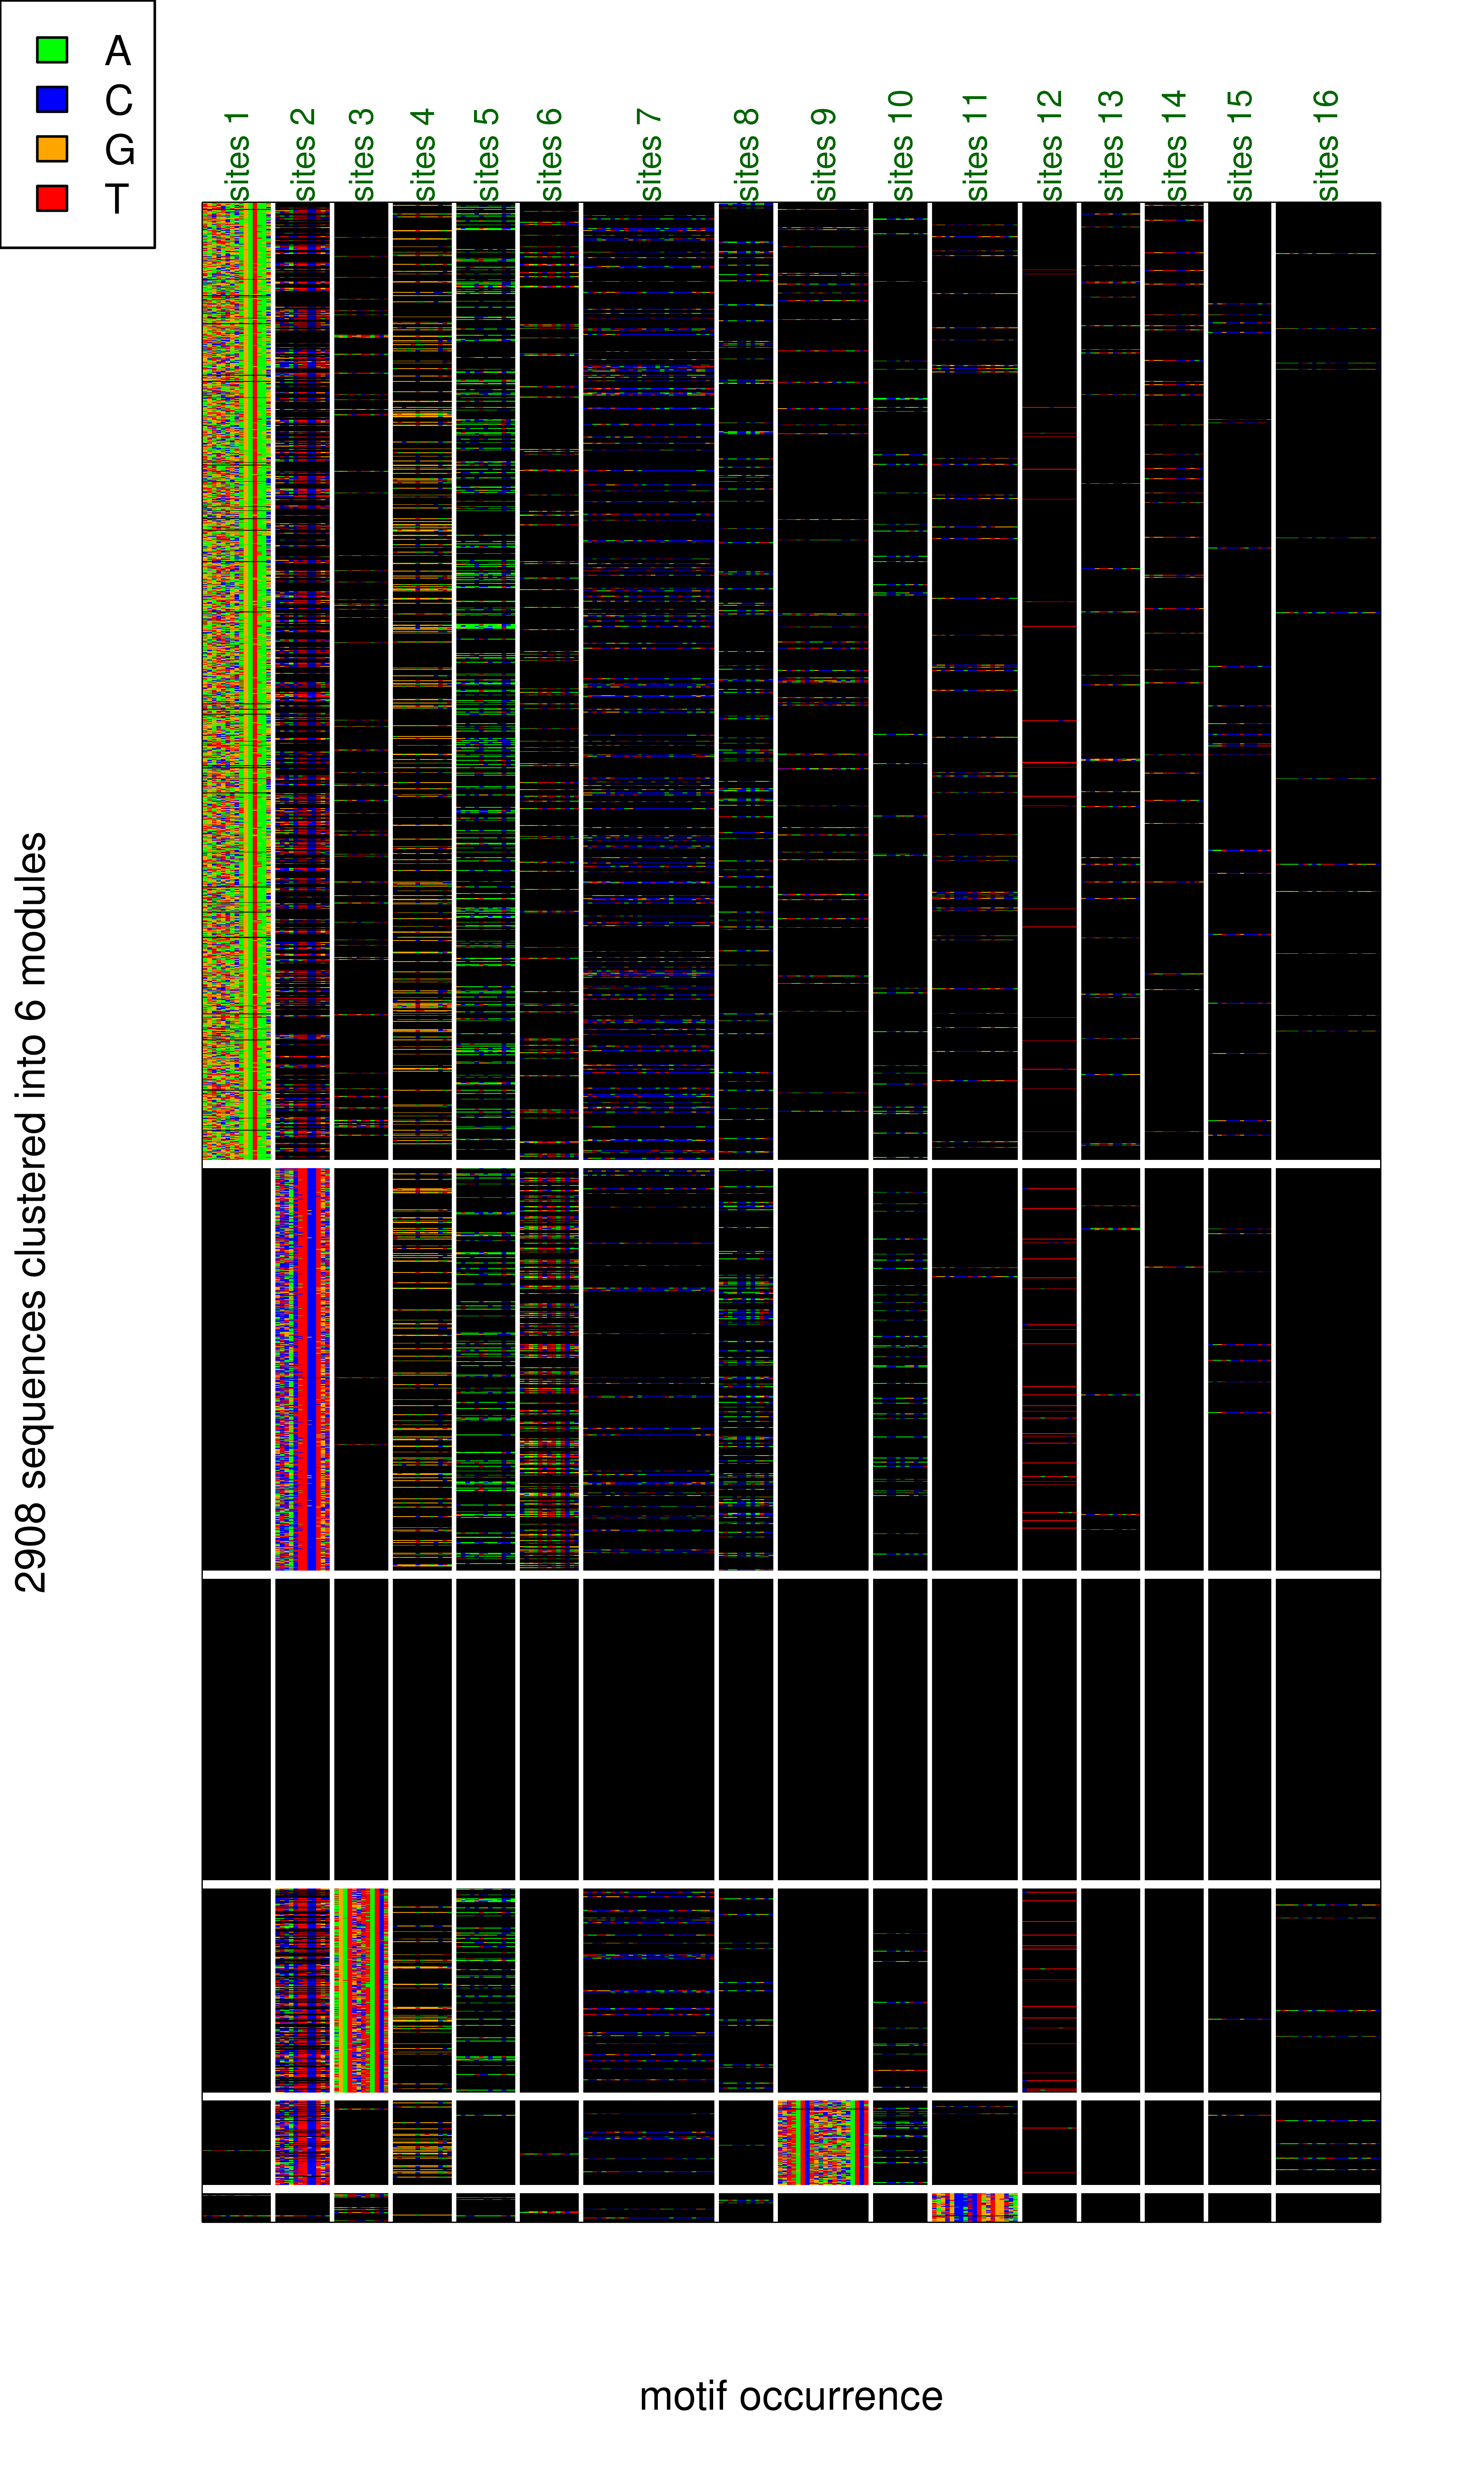 A
C
G
T
sites 1
sites 2
sites 3
sites 4
sites 5
sites 6
sites 7
sites 8
sites 9
sites 10
sites 11
sites 12
sites 13
sites 14
sites 15
sites 16
2908 sequences clustered into 6 modules
motif occurrence